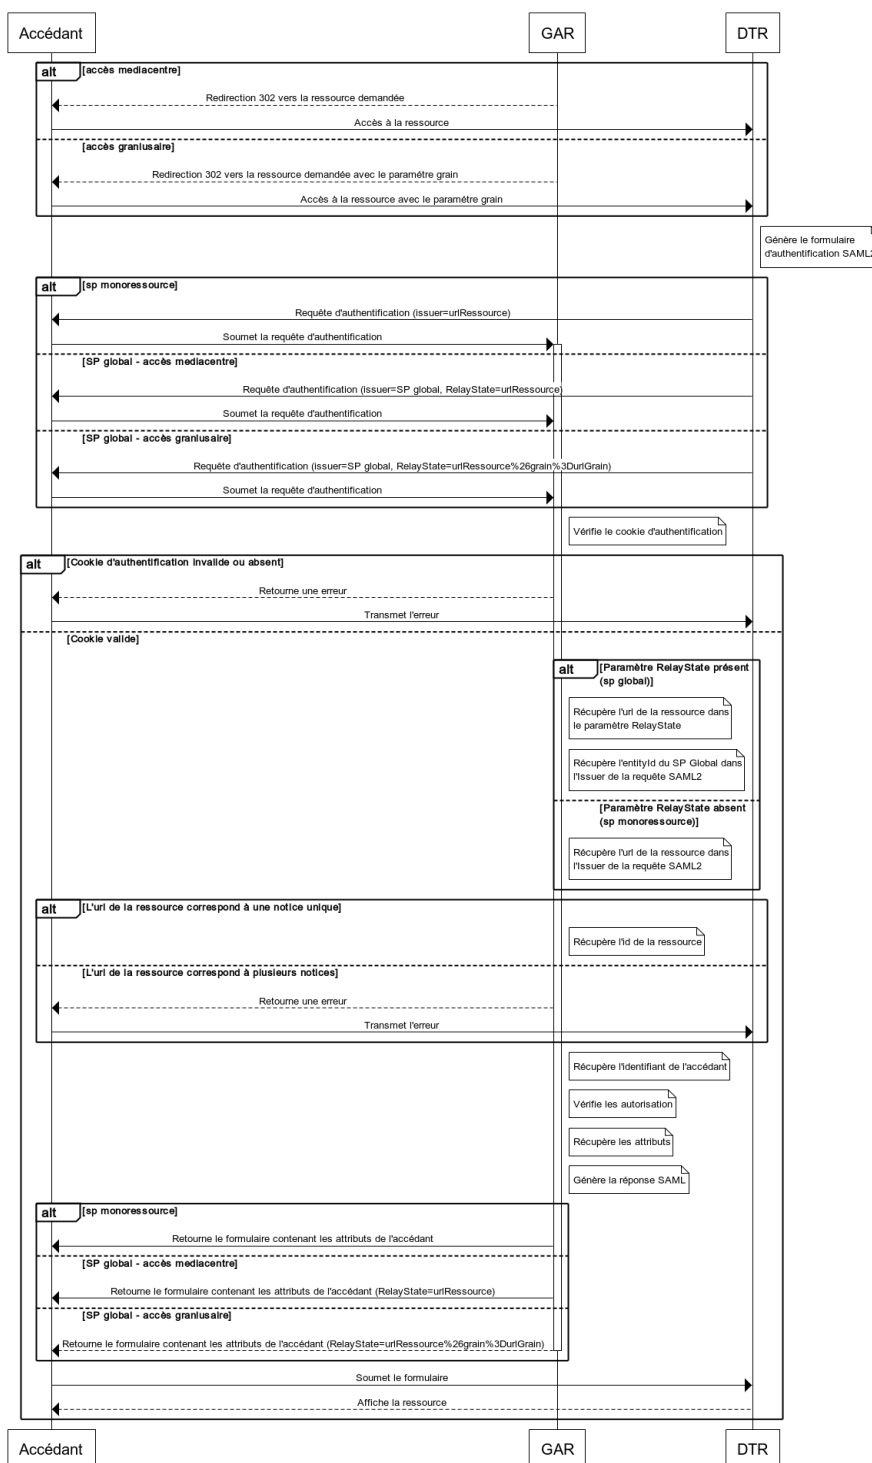 Accédant
GAR
DTR
alt
[accès mediacentre]
Redirection 302 vers la ressource demandée
Accès à la ressource
[accès granlusaire]
Redirection 302 vers la ressource demandée avec le paramétre grain
Accès à la ressource avec le paramétre grain
Génère le formulaire
d'authentification SAML2
alt
[sp monoressource]
Requête d'authentification (issuer=urlRessource)
Soumet la requête d'authentification
[SP global - accès mediacentre]
Requête d'authentification (issuer=SP global, RelayState=urlRessource)
Soumet la requête d'authentification
[SP global - accès granlusaire]
Requête d'authentification (issuer=SP global, RelayState=urlRessource%26grain%3DurlGrain)
Soumet la requête d'authentification
Vérifie le cookie d'authentification
alt
[Cookie d'authentification invalide ou absent]
Retourne une erreur
Transmet l'erreur
[Cookie valide]
alt
[Paramètre RelayState présent
(sp global)]
Récupère l'url de la ressource dans
le paramètre RelayState
Récupère l'entityId du SP Global dans
l'Issuer de la requête SAML2
[Paramètre RelayState absent
(sp monoressource)]
Récupère l'url de la ressource dans
l'Issuer de la requête SAML2
alt
[L'url de la ressource correspond à une notice unique]
Récupère l'id de la ressource
[L'url de la ressource correspond à plusieurs notices]
Retourne une erreur
Transmet l'erreur
Récupère l'identifiant de l'accédant
Vérifie les autorisation
Récupère les attributs
Génère la réponse SAML
alt
[sp monoressource]
Retourne le formulaire contenant les attributs de l'accédant
[SP global - accès mediacentre]
Retourne le formulaire contenant les attributs de l'accédant (RelayState=urlRessource)
[SP global - accès granlusaire]
Retourne le formulaire contenant les attributs de l'accédant (RelayState=urlRessource%26grain%3DurlGrain)
Soumet le formulaire
Affiche la ressource
Accédant
GAR
DTR